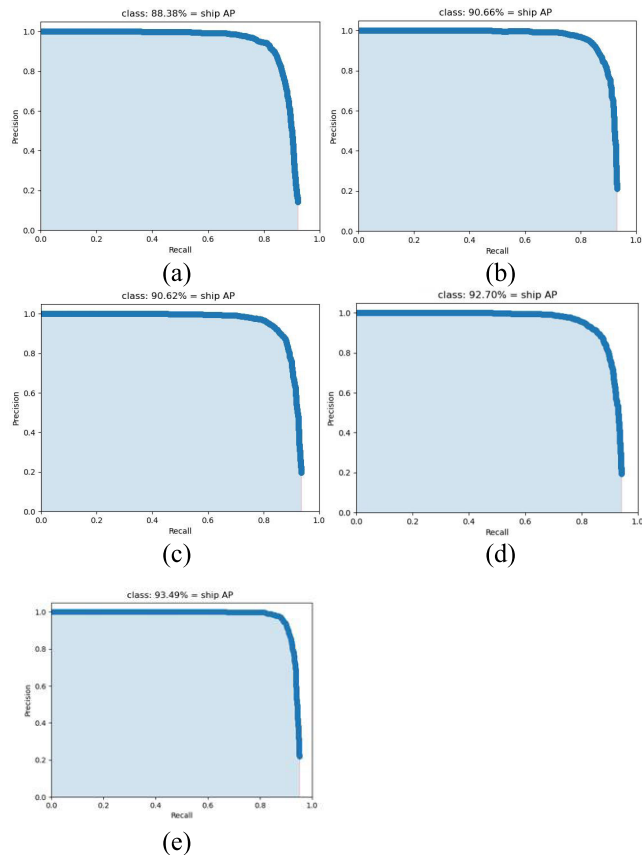 class: 88.38% = ship AP
1.0
0.8
0.6
0.4
0.2
0.0
Precision
0.0 0.2 0.4 0.6 0.8 1.0
Recall
(a)
class: 90.66% = ship AP
1.0
0.8
0.6
0.4
0.2
0.0
Precision
0.0 0.2 0.4 0.6 0.8 1.0
Recall
(b)
class: 90.62% = ship AP
1.0
0.8
0.6
0.4
0.2
0.0
Precision
0.0 0.2 0.4 0.6 0.8 1.0
Recall
(c)
class: 92.70% = ship AP
1.0
0.8
0.6
0.4
0.2
0.0
Precision
0.0 0.2 0.4 0.6 0.8 1.0
Recall
(d)
class: 93.49% = ship AP
1.0
0.8
0.6
0.4
0.2
0.0
Precision
0.0 0.2 0.4 0.6 0.8 1.0
Recall
(e)